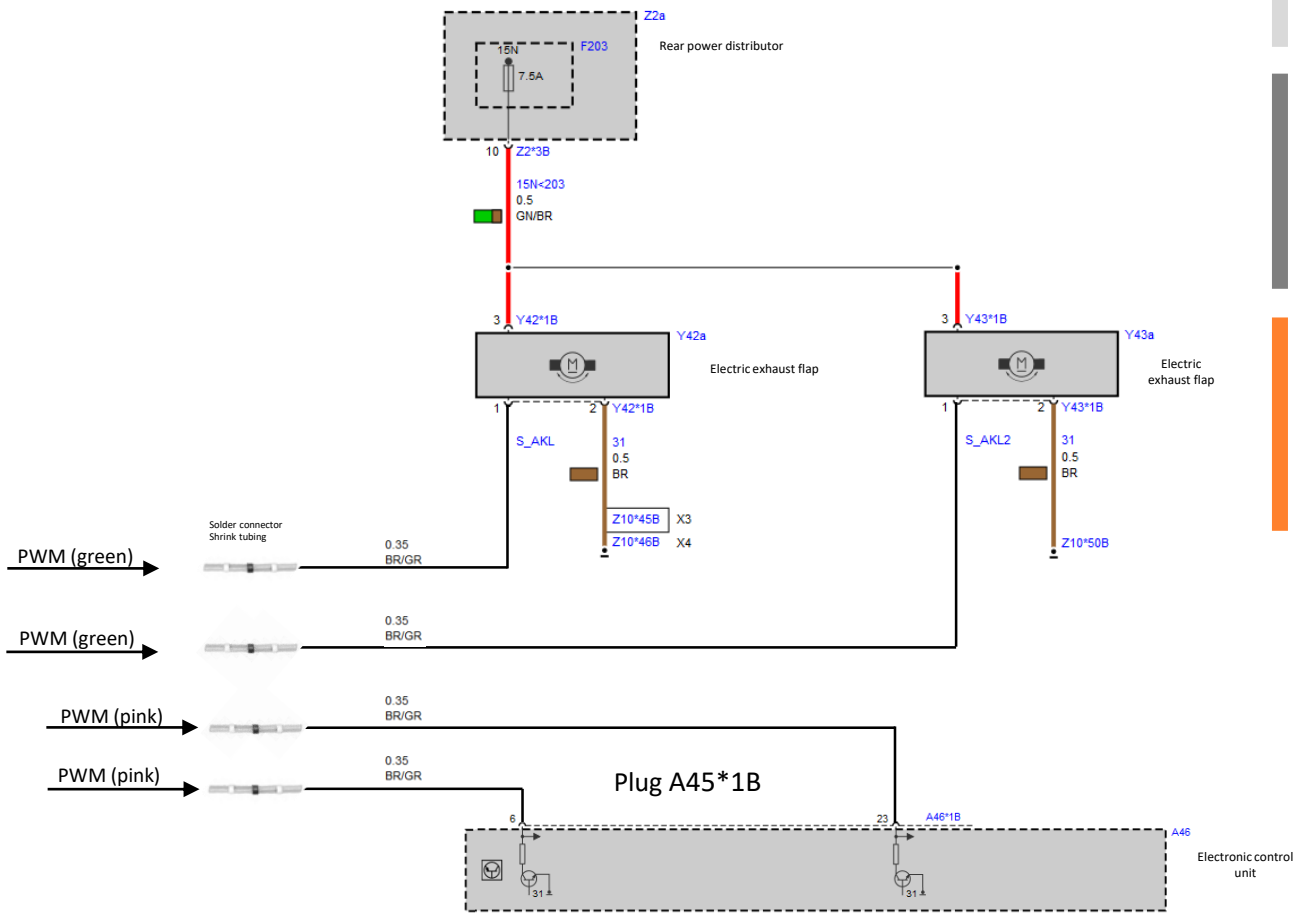 Z2a
Rear power distributor
F203
15N
7.5A
10
Z2*3B
15N<203
0.5
GN/BR
3
Y42*1B
Y42a
Electric exhaust flap
3
Y43*1B
Y43a
Electric
exhaust flap
1
2
Y42*1B
S_AKL
31
0.5
BR
Z10*45B
X3
Z10*46B
X4
1
2
Y43*1B
S_AKL2
31
0.5
BR
Z10*50B
Solder connector
Shrink tubing
PWM (green)
0.35
BR/GR
PWM (green)
0.35
BR/GR
PWM (pink)
0.35
BR/GR
PWM (pink)
0.35
BR/GR
Plug A45*1B
6
23
A46*1B
A46
Electronic control
unit
31
31
M
M